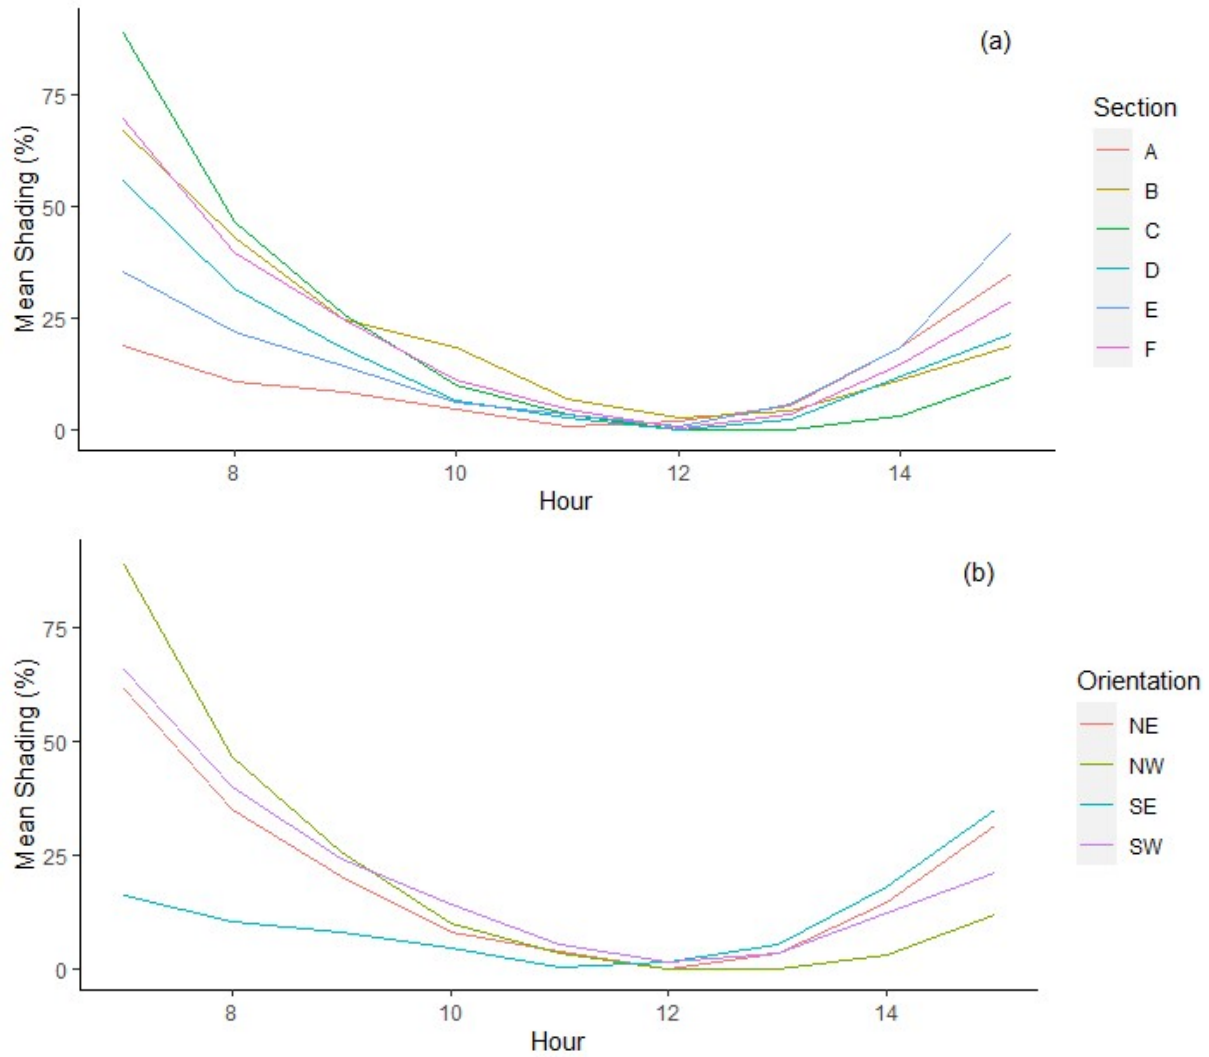 (a)
75
50
25
0
Mean Shading (%)
8 10 12 14
Hour
Section
A
B
C
D
E
F
(b)
75
50
25
0
Mean Shading (%)
8 10 12 14
Hour
Orientation
NE
NW
SE
SW